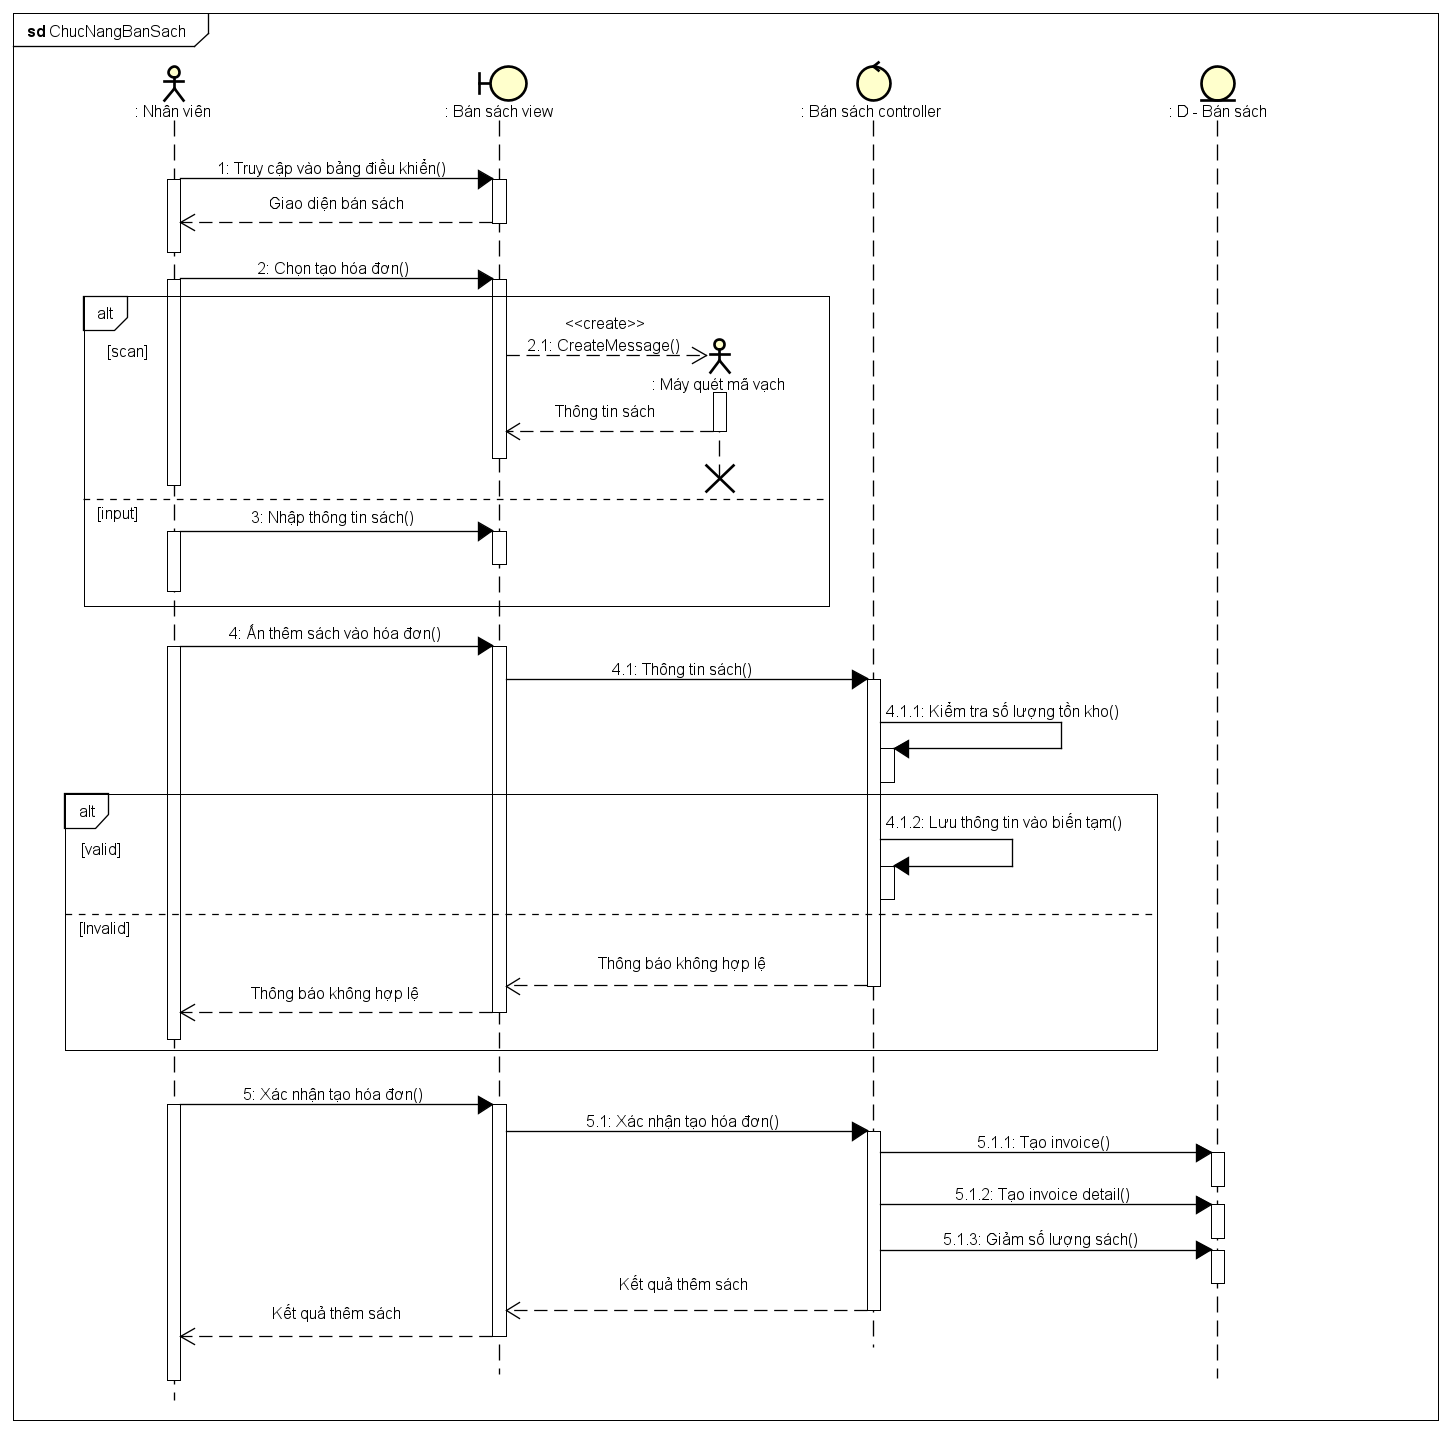 sd ChucNangBanSach
: Nhân viên
: Bán sách view
: Bán sách controller
: D - Bán sách
1: Truy cập vào bảng điều khiển()
Giao diện bán sách
2: Chọn tạo hóa đơn()
alt
<<create>>
[scan]
2.1: CreateMessage()
: Máy quét mã vạch
Thông tin sách
[input]
3: Nhập thông tin sách()
4: Ấn thêm sách vào hóa đơn()
4.1: Thông tin sách()
4.1.1: Kiểm tra số lượng tồn kho()
alt
4.1.2: Lưu thông tin vào biến tạm()
[valid]
[Invalid]
Thông báo không hợp lệ
Thông báo không hợp lệ
5: Xác nhận tạo hóa đơn()
5.1: Xác nhận tạo hóa đơn()
5.1.1: Tạo invoice()
5.1.2: Tạo invoice detail()
5.1.3: Giảm số lượng sách()
Kết quả thêm sách
Kết quả thêm sách